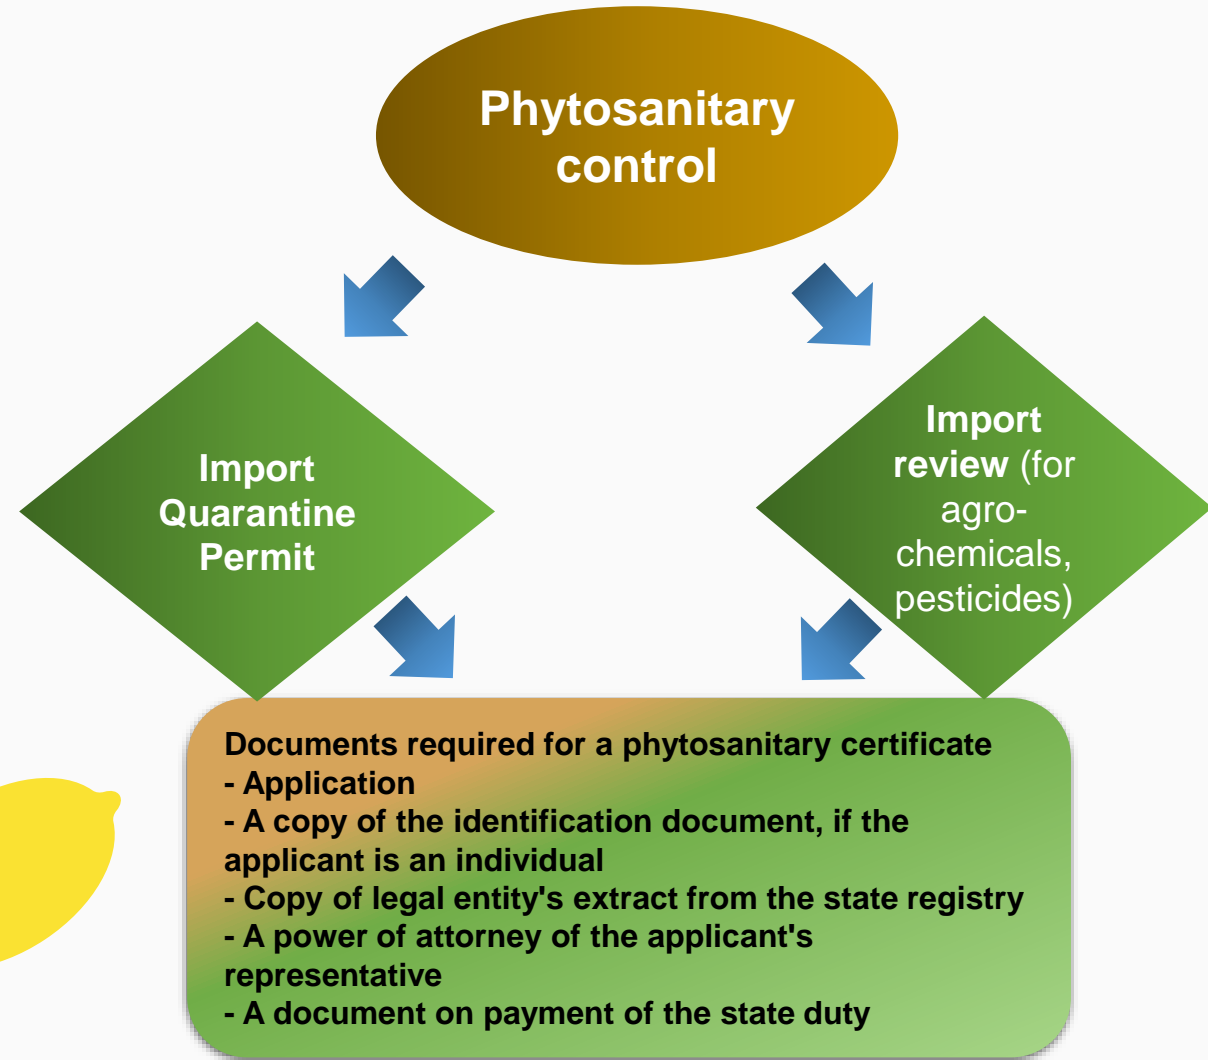 Phytosanitary
control
Import
Quarantine
Permit
Import
review (for
agro-
chemicals,
pesticides)
Documents required for a phytosanitary certificate
- Application
- A copy of the identification document, if the
applicant is an individual
- Copy of legal entity's extract from the state registry
- A power of attorney of the applicant's
representative
- A document on payment of the state duty